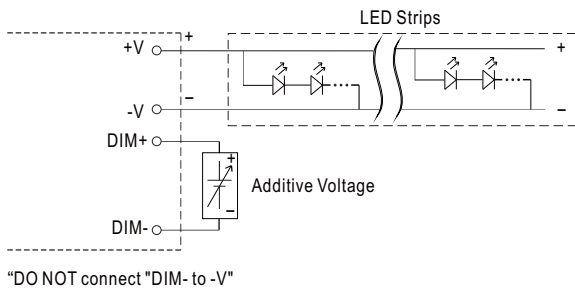 LED Strips
+V
+
+
-V
–
–
DIM+
+
Additive Voltage
–
DIM-
“DO NOT connect "DIM- to -V"